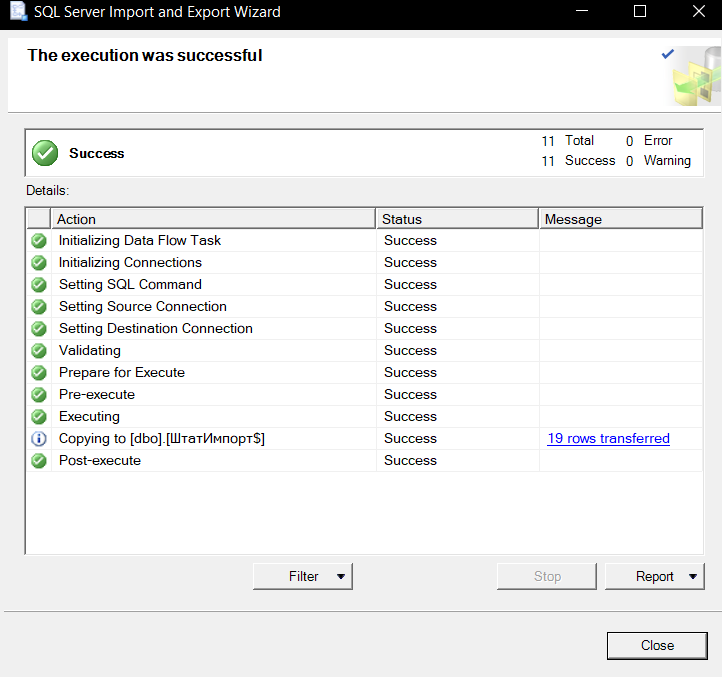 SQL Server Import and Export Wizard
The execution was successful
Success
11 Total 0 Error
11 Success 0 Warning
Details:
Action Status Message
Initializing Data Flow Task Success
Initializing Connections Success
Setting SQL Command Success
Setting Source Connection Success
Setting Destination Connection Success
Validating Success
Prepare for Execute Success
Pre-execute Success
Executing Success
Copying to [dbo].[ШтатИмпорт$] Success 19 rows transferred
Post-execute Success
Filter Stop Report
Close